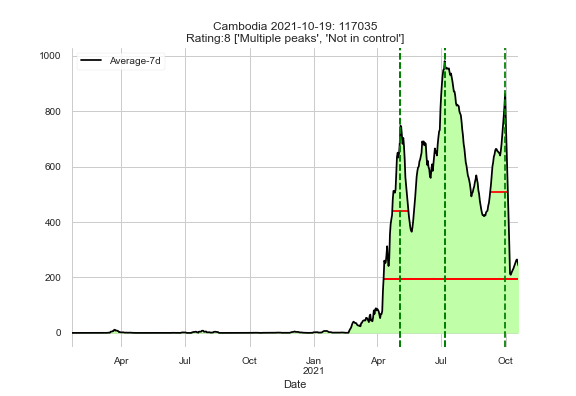 Cambodia 2021-10-19: 117035
Rating:8 ['Multiple peaks', 'Not in control']
Average-7d
1000
800
600
400
200
0
Apr
Jul
Oct
Jan
2021
Apr
Jul
Oct
Date